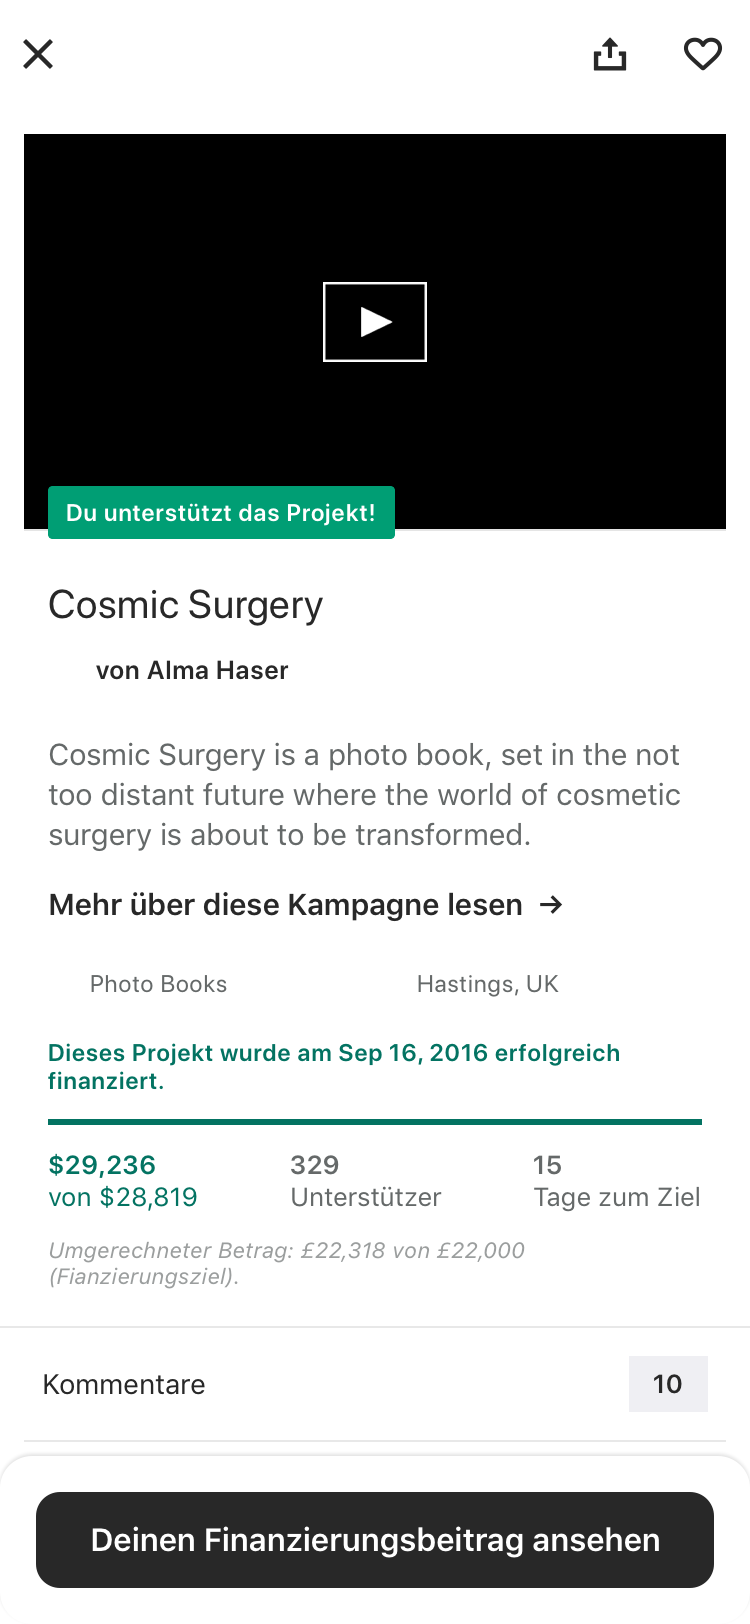 Du unterstützt das Projekt!
Cosmic Surgery
von Alma Haser
Cosmic Surgery is a photo book, set in the not
too distant future where the world of cosmetic
surgery is about to be transformed.
Mehr über diese Kampagne lesen →
Photo Books Hastings, UK
Dieses Projekt wurde am Sep 16, 2016 erfolgreich
finanziert.
$29,236 329 15
von $28,819 Unterstützer Tage zum Ziel
Umgerechneter Betrag: £22,318 von £22,000
(Fianzierungsziel).
Kommentare 10
Deinen Finanzierungsbeitrag ansehen